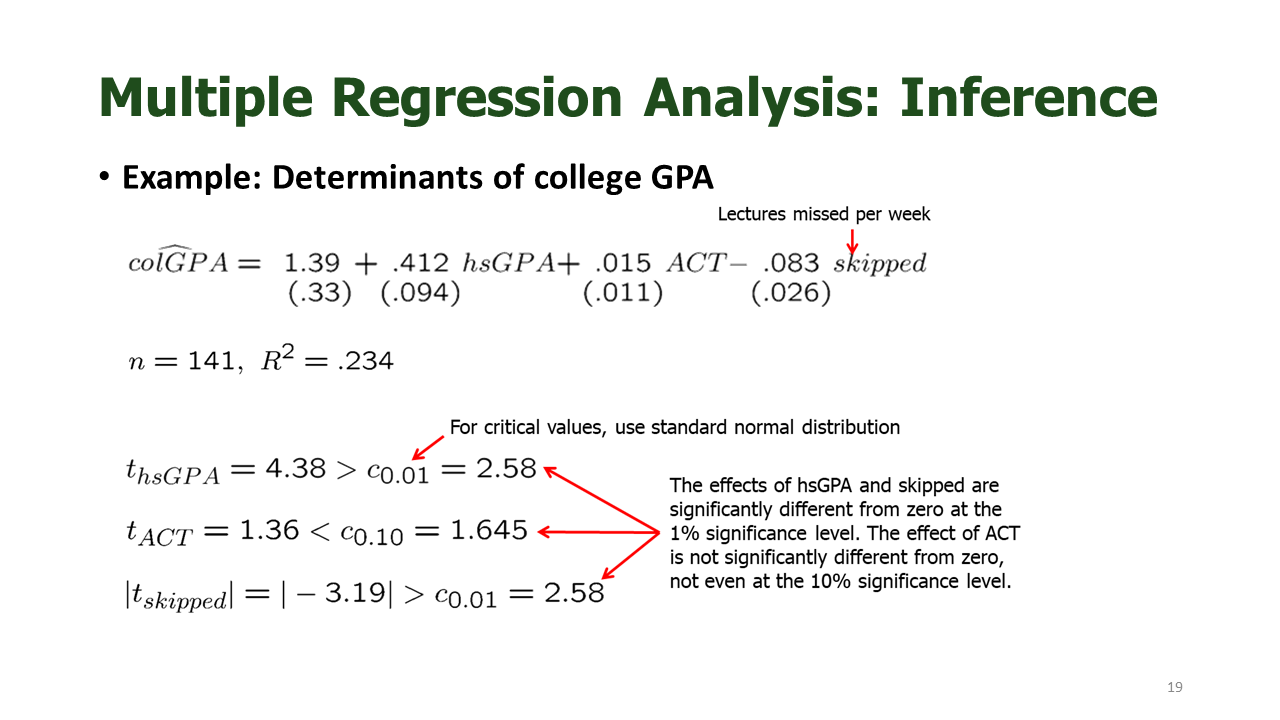 Multiple Regression Analysis: Inference
• Example: Determinants of college GPA
Lectures missed per week
\widehat{colGPA} = 1.39 + .412 hsGPA+ .015 ACT− .083 skipped
(.33) (.094) (.011) (.026)
n = 141, R² = .234
For critical values, use standard normal distribution
t_{hsGPA} = 4.38 > c_{0.01} = 2.58
t_{ACT} = 1.36 < c_{0.10} = 1.645
|t_{skipped}| = | − 3.19| > c_{0.01} = 2.58
The effects of hsGPA and skipped are
significantly different from zero at the
1% significance level. The effect of ACT
is not significantly different from zero,
not even at the 10% significance level.
19